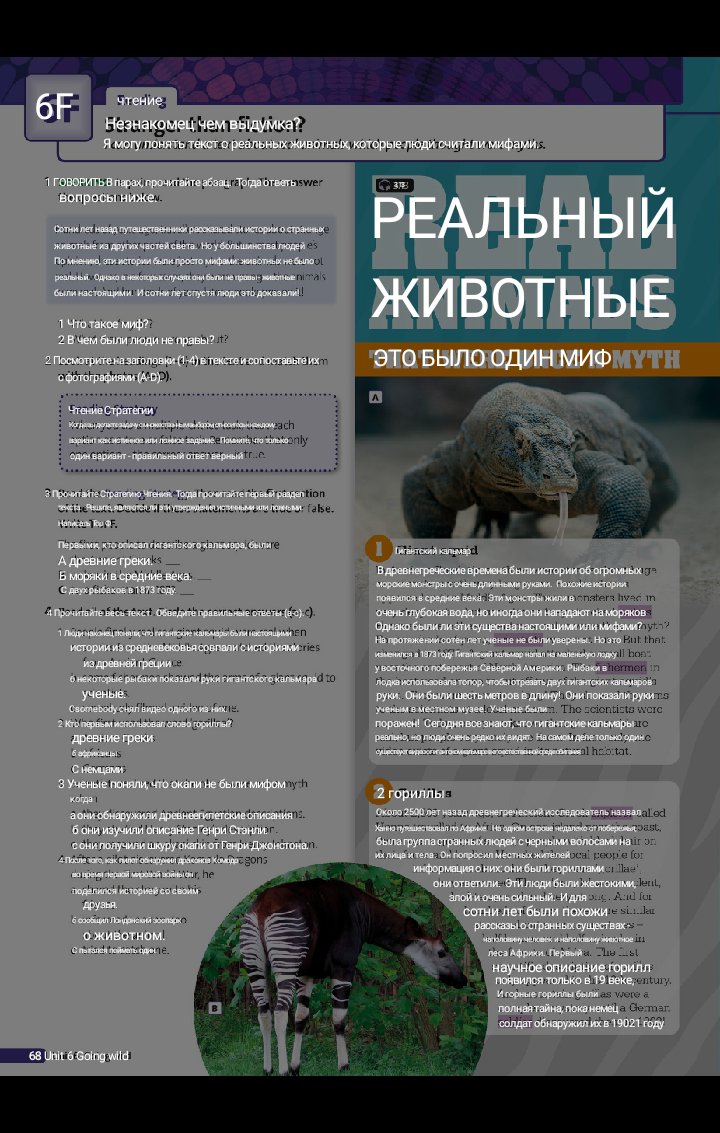 6F
чтение
Незнакомец чем выдумка?
Я могу понять текст о реальных животных, которые люди считали мифами.
1 ГОВОРИТЬ В парах, прочитайте абзац. Тогда ответь
вопросы ниже.
Сотни лет назад путешественники рассказывали истории о странных
животные из других частей света. Но у большинства людей
По мнению, эти истории были просто мифами: животных не было
реальный. Однако в некоторых случаях они были не правы - животные
были настоящими И сотни лет спустя люди это доказали!!
1 Что такое миф?
2 В чем были люди не правы?
2 Посмотрите на заголовки (1-4) в тексте и сопоставьте их
с фотографиями (A-D).
Чтение Стратегии
вариант как истинное или ложное задание. Помните, что только
один вариант - правильный ответ верный
3 Прочитайте Стратегию Чтения. Тогда прочитайте первый раздел
текста. Решите, являются ли эти утверждения истинными или ложными.
Написать Тор Ф.
Первыми, кто описал гигантского кальмара, были
А древние греки.
Б моряки в средние века.
С двух рыбаков в 1873 году.
4 Прочитайте весь текст. Обведите правильные ответы (a-c).
1 Люди наконец поняли, что гигантские кальмары были настоящими
истории из средневековья совпали с историями
из древней греции
б некоторые рыбаки показали руки гигантского кальмара
ученые.
Csomebody снял видео одного из них.
2 Кто первым использовал слово гориллы?
древние греки.
б африканцы.
С немцами.
3 Ученые поняли, что окапи не были мифом
когда
а они обнаружили древнеегипетские описания
б они изучили описание Генри Стэнли.
с они получили шкуру окапи от Генри Джонстона.
4 После того, как пилот обнаружил драконов Комодо
во время первой мировой войны он
поделился историей со своим
друзья.
б сообщил Лондонский зоопарк
о животном.
С пытался поймать один.
68 Unit 6 Going wild
3.8
РЕАЛЬНЫЙ
ЖИВОТНЫЕ
ЭТО БЫЛО ОДИН МИФ
A
1 Гигантский кальмар
В древнегреческие времена были истории об огромных
морские монстры с очень длинными руками. Похожие истории
появился в средние века. Эти монстры жили в
очень глубокая вода, но иногда они нападают на моряков.
Однако были ли эти существа настоящими или мифами?
На протяжении сотен лет ученые не были уверены. Но это
изменился в 1873 году. Гигантский кальмар напал на маленькую лодку
у восточного побережья Северной Америки. Рыбаки в
лодка использовала топор, чтобы отрезать двух гигантских кальмаров
руки. Они были шесть метров в длину! Они показали руки
ученым в местном музее. Ученые были
поражён! Сегодня все знают, что гигантские кальмары
реально, но люди очень редко их видят. На самом деле только один
существует видео о гигантском кальмаре в его естественной среде обитания.
2 гориллы
Около 2500 лет назад древнегреческий исследователь назвал
Ханно путешествовал по Африке. На одном острове недалеко от побережья,
была группа странных людей с черными волосами на
их лица и тела. Он попросил местных жителей
информация о них: они были гориллами
они ответили. Эти люди были жестокими,
злой и очень сильный. И для
сотни лет были похожи
рассказы о странных существах -
наполовину человек и наполовину животное
леса Африки. Первый
научное описание горилл
появился только в 19 веке,
И горные гориллы были
полная тайна, пока немец
солдат обнаружил их в 19021 году
B